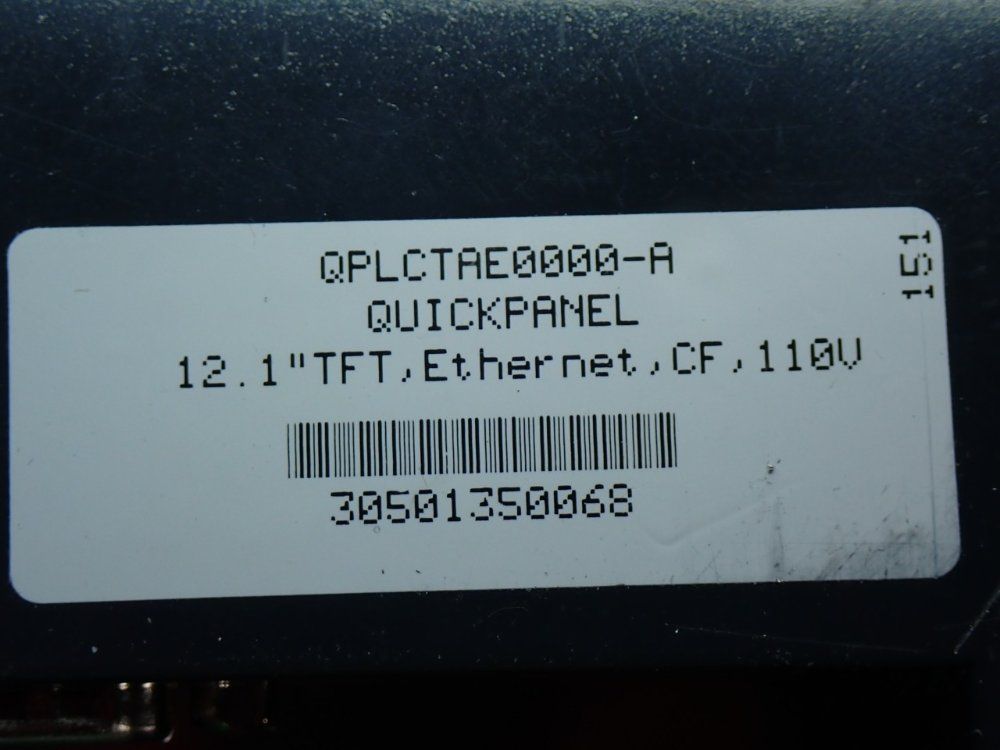 QPLCTAE0000-A
QUICKPANEL
12.1"TFT,Ethernet,CF,110V
30501350068
151